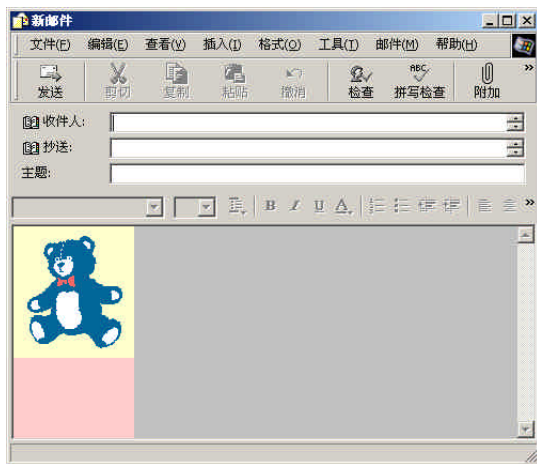 新邮件
文件(F) 编辑(E) 查看(V) 插入(I) 格式(O) 工具(T) 邮件(M) 帮助(H)
发送 剪切 复制 粘贴 撤消 检查 ABC 拼写检查 附加 »
收件人:
抄送:
主题:
B I U A »